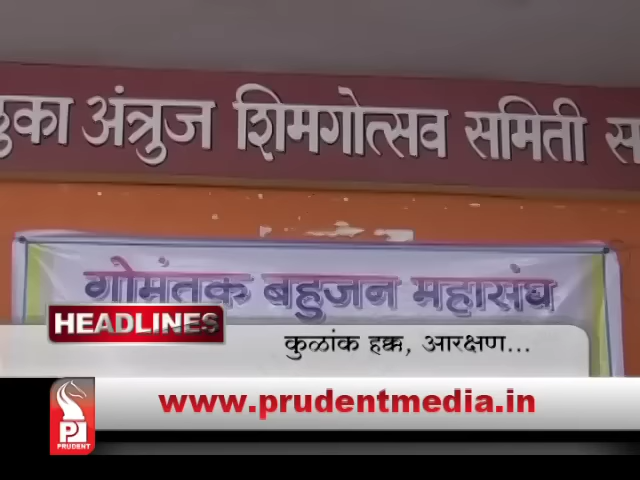 अंत्रुज शिमगोत्सव समिती
गोमंतक बहुजन महासंघ
HEADLINES
कुळांक हक्क, आरक्षण...
www.prudentmedia.in
PRUDENT